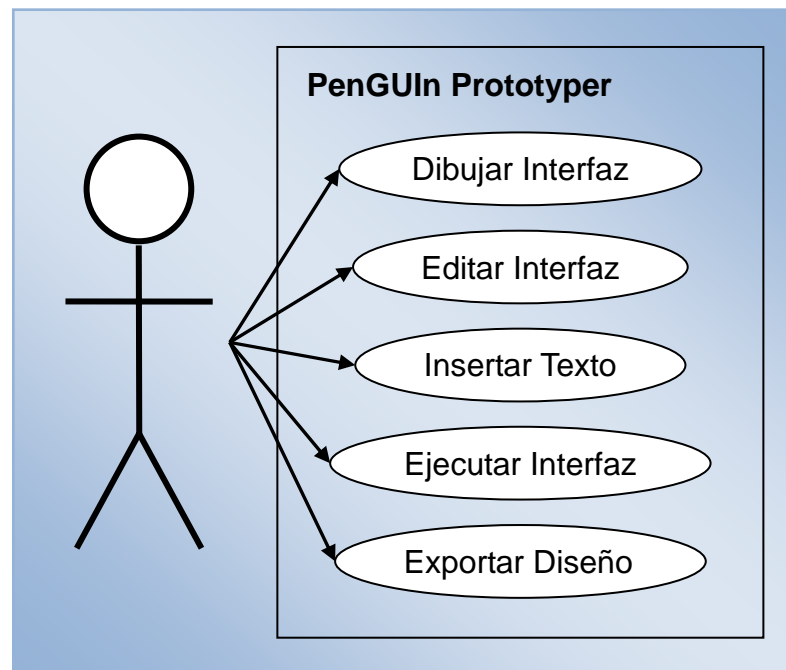 PenGUIn Prototyper
Dibujar Interfaz
Editar Interfaz
Insertar Texto
Ejecutar Interfaz
Exportar Diseño